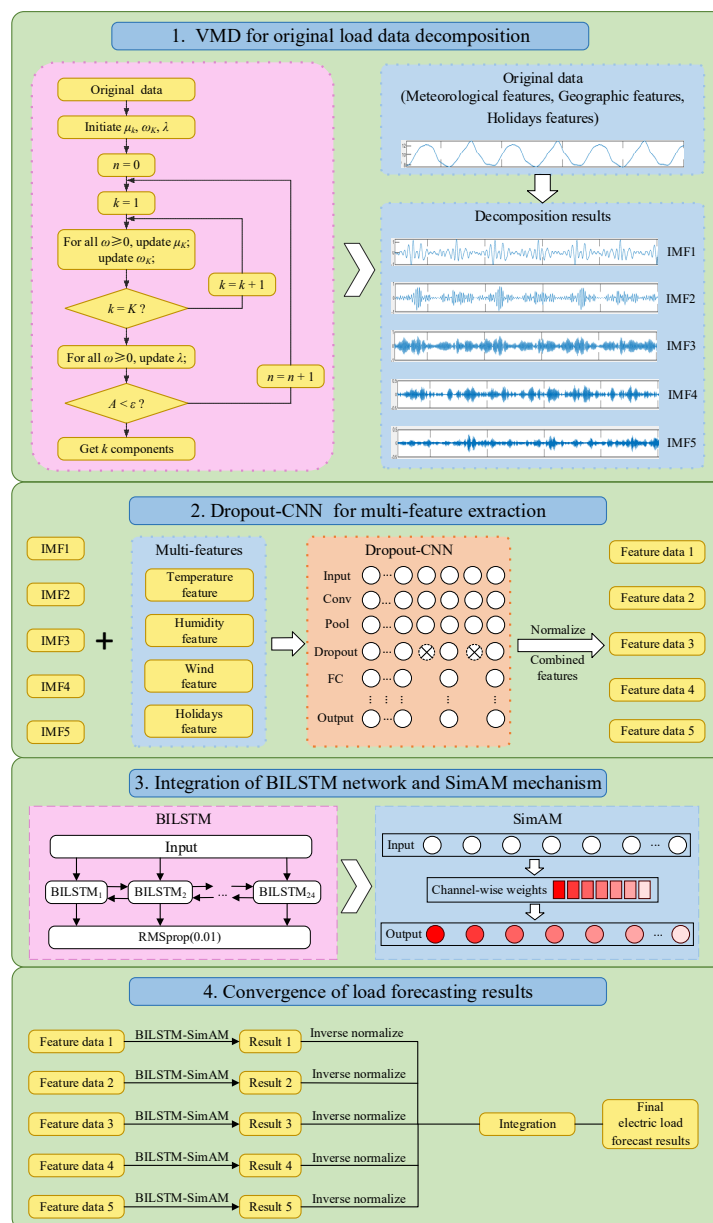 1. VMD for original load data decomposition
Original data
Initiate μk, ωK, λ
n = 0
k = 1
For all ω≥0, update μK;
update ωK;
k = k + 1
k = K ?
For all ω≥0, update λ;
n = n + 1
A < ε ?
Get k components
Original data
(Meteorological features, Geographic features,
Holidays features)
Decomposition results
IMF1
IMF2
IMF3
IMF4
IMF5
2. Dropout-CNN for multi-feature extraction
IMF1
IMF2
IMF3
IMF4
IMF5
+
Multi-features
Temperature
feature
Humidity
feature
Wind
feature
Holidays
feature
Dropout-CNN
Input
Conv
Pool
Dropout
FC
Output
Normalize
Combined
features
Feature data 1
Feature data 2
Feature data 3
Feature data 4
Feature data 5
3. Integration of BILSTM network and SimAM mechanism
BILSTM
Input
BILSTM1
BILSTM2
...
BILSTM24
RMSprop(0.01)
SimAM
Input
...
Channel-wise weights
Output
...
4. Convergence of load forecasting results
Feature data 1 BILSTM-SimAM Result 1 Inverse normalize
Feature data 2 BILSTM-SimAM Result 2 Inverse normalize
Feature data 3 BILSTM-SimAM Result 3 Inverse normalize
Feature data 4 BILSTM-SimAM Result 4 Inverse normalize
Feature data 5 BILSTM-SimAM Result 5 Inverse normalize
Integration
Final
electric load
forecast results